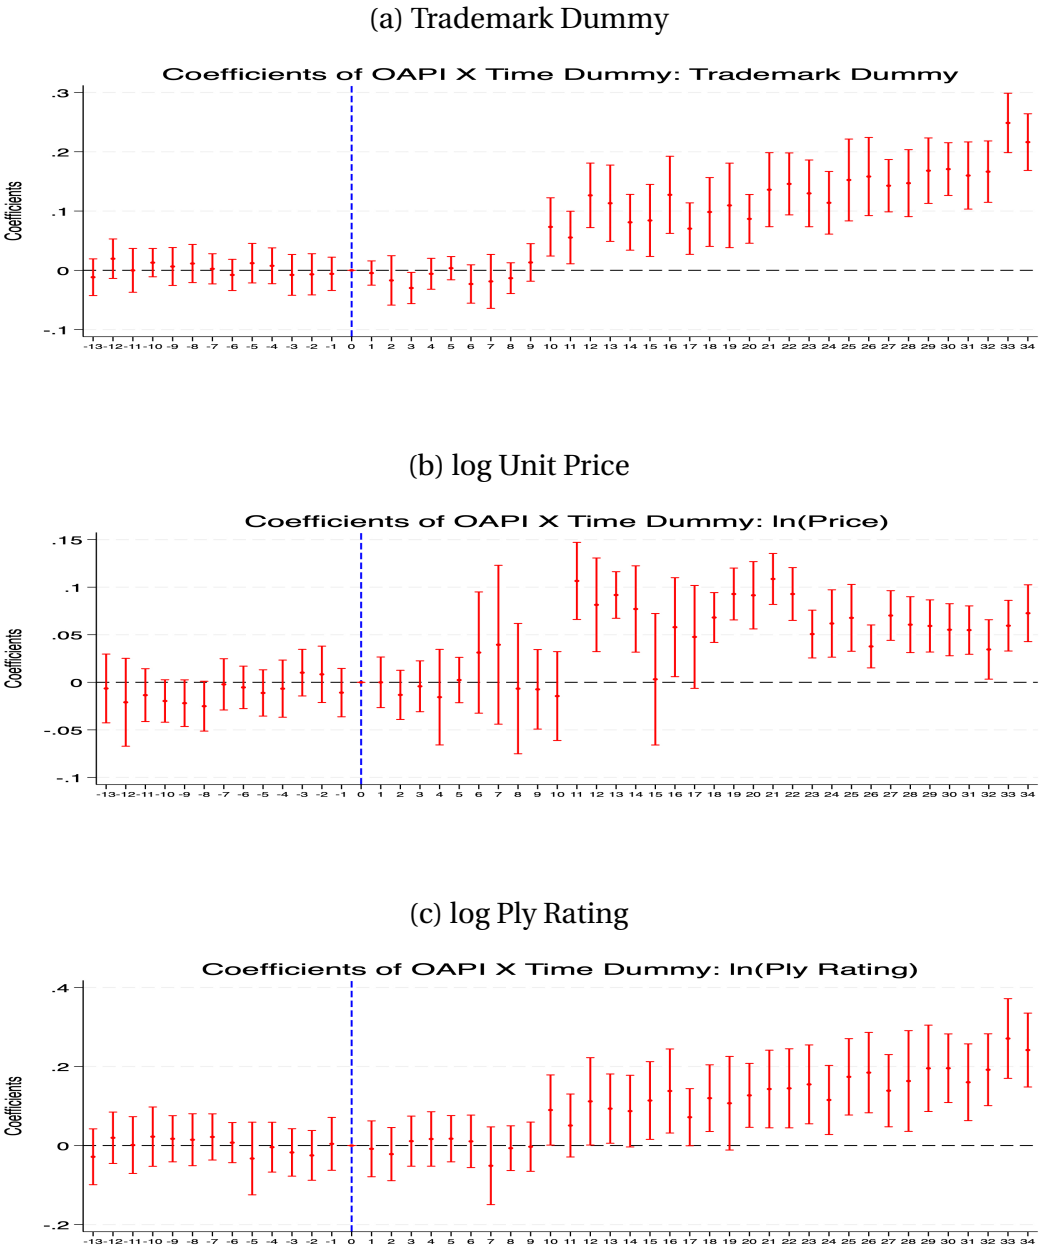 (a) Trademark Dummy
Coefficients of OAPI X Time Dummy: Trademark Dummy
Coefficients
.3
.2
.1
0
-.1
-13 -12 -11 -10 -9 -8 -7 -6 -5 -4 -3 -2 -1 0 1 2 3 4 5 6 7 8 9 10 11 12 13 14 15 16 17 18 19 20 21 22 23 24 25 26 27 28 29 30 31 32 33 34
(b) log Unit Price
Coefficients of OAPI X Time Dummy: ln(Price)
Coefficients
.15
.1
.05
0
-.05
-.1
-13 -12 -11 -10 -9 -8 -7 -6 -5 -4 -3 -2 -1 0 1 2 3 4 5 6 7 8 9 10 11 12 13 14 15 16 17 18 19 20 21 22 23 24 25 26 27 28 29 30 31 32 33 34
(c) log Ply Rating
Coefficients of OAPI X Time Dummy: ln(Ply Rating)
Coefficients
.4
.2
0
-.2
-13 -12 -11 -10 -9 -8 -7 -6 -5 -4 -3 -2 -1 0 1 2 3 4 5 6 7 8 9 10 11 12 13 14 15 16 17 18 19 20 21 22 23 24 25 26 27 28 29 30 31 32 33 34